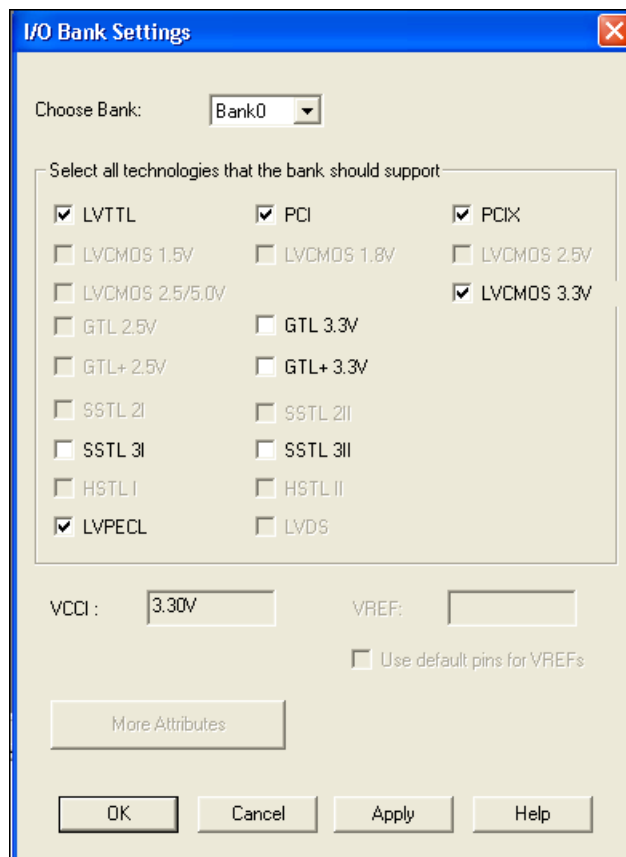 I/O Bank Settings
Choose Bank: Bank0
Select all technologies that the bank should support
LVTTL PCI PCIX
LVCMOS 1.5V LVCMOS 1.8V LVCMOS 2.5V
LVCMOS 2.5/5.0V LVCMOS 3.3V
GTL 2.5V GTL 3.3V
GTL+ 2.5V GTL+ 3.3V
SSTL 2I SSTL 2II
SSTL 3I SSTL 3II
HSTL I HSTL II
LVPECL LVDS
VCCI : 3.30V VREF:
Use default pins for VREFs
More Attributes
OK Cancel Apply Help